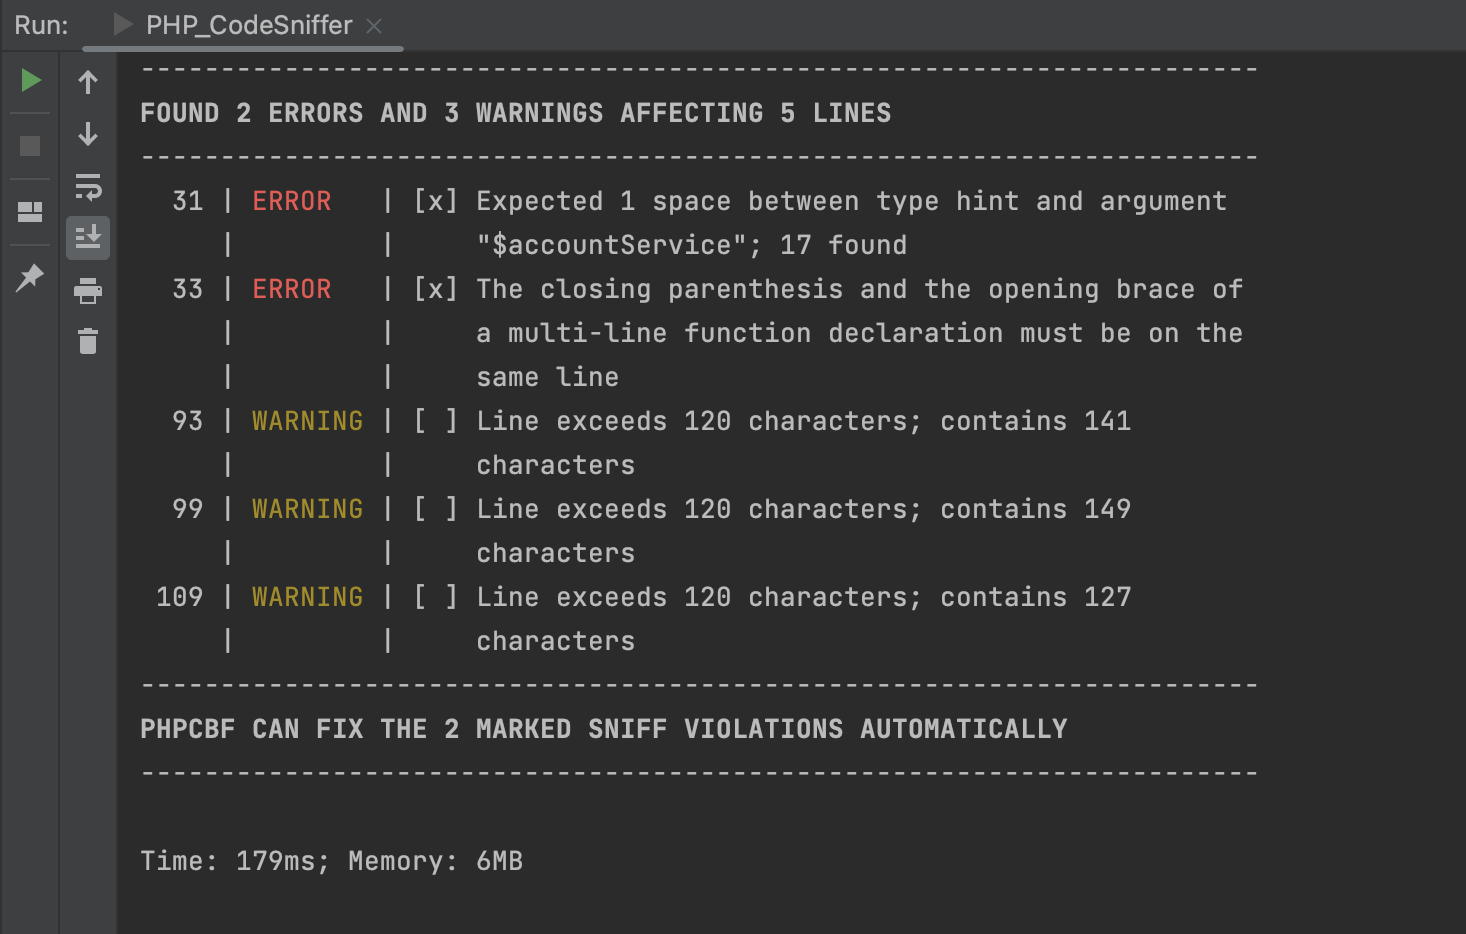 Run: PHP_CodeSniffer
----------------------------------------------------------------------
FOUND 2 ERRORS AND 3 WARNINGS AFFECTING 5 LINES
----------------------------------------------------------------------
  31 | ERROR   | [x] Expected 1 space between type hint and argument
     |         |     "$accountService"; 17 found
  33 | ERROR   | [x] The closing parenthesis and the opening brace of
     |         |     a multi-line function declaration must be on the
     |         |     same line
  93 | WARNING | [ ] Line exceeds 120 characters; contains 141
     |         |     characters
  99 | WARNING | [ ] Line exceeds 120 characters; contains 149
     |         |     characters
 109 | WARNING | [ ] Line exceeds 120 characters; contains 127
     |         |     characters
----------------------------------------------------------------------
PHPCBF CAN FIX THE 2 MARKED SNIFF VIOLATIONS AUTOMATICALLY
----------------------------------------------------------------------
Time: 179ms; Memory: 6MB